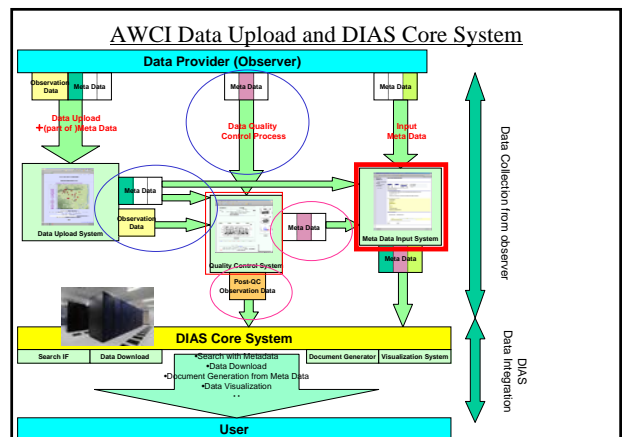 AWCI Data Upload and DIAS Core System
Data Provider (Observer)
Observation
Data
Meta Data
Meta Data
Meta Data
Data Upload
+(part of )Meta Data
Data Quality
Control Process
Input
Meta Data
Data Collection from observer
Meta Data
Observation
Data
Meta Data
Data Upload System
Quality Control System
Meta Data Input System
Meta Data
Post-QC
Observation Data
DIAS Core System
Search IF
Data Download
Document Generator
Visualization System
•Search with Metadata
•Data Download
•Document Generation from Meta Data
•Data Visualization
··
DIAS
Data Integration
User